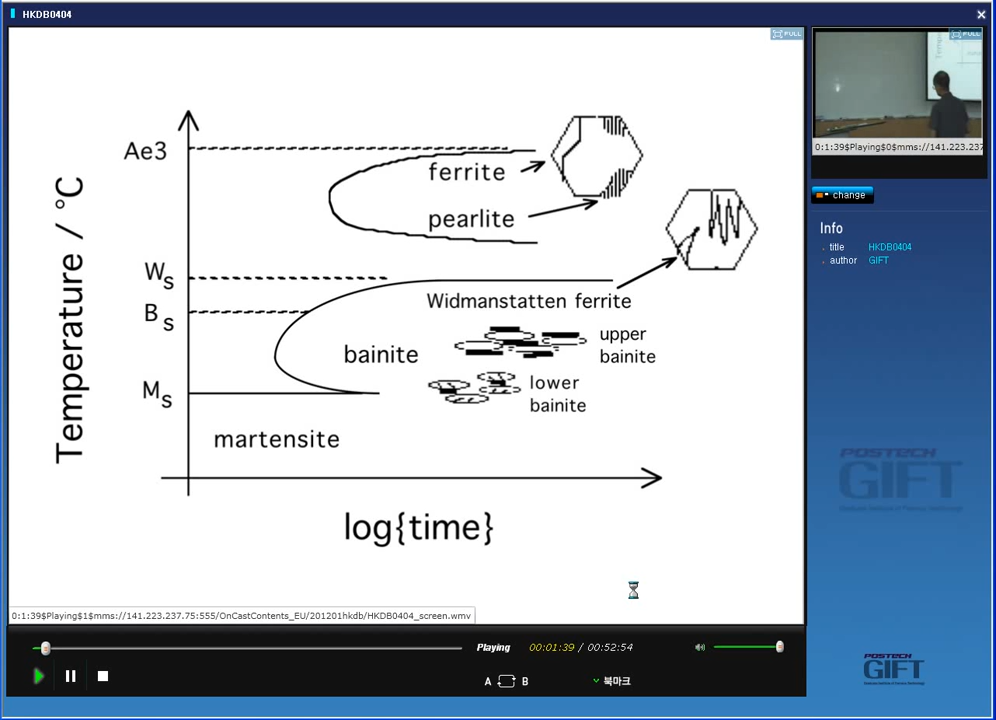 HKDB0404
FULL
FULL
0:1:39$Playing$0$mms://141.223.237
change
Info
title HKDB0404
author GIFT
Temperature / °C
Ae3
Ws
Bs
Ms
ferrite
pearlite
Widmanstatten ferrite
bainite
upper
bainite
lower
bainite
martensite
log{time}
0:1:39$Playing$1$mms://141.223.237.75:555/OnCastContents_EU/201201hkdb/HKDB0404_screen.wmv
Playing 00:01:39 / 00:52:54
A B 북마크
POSTECH
GIFT
POSTECH
GIFT